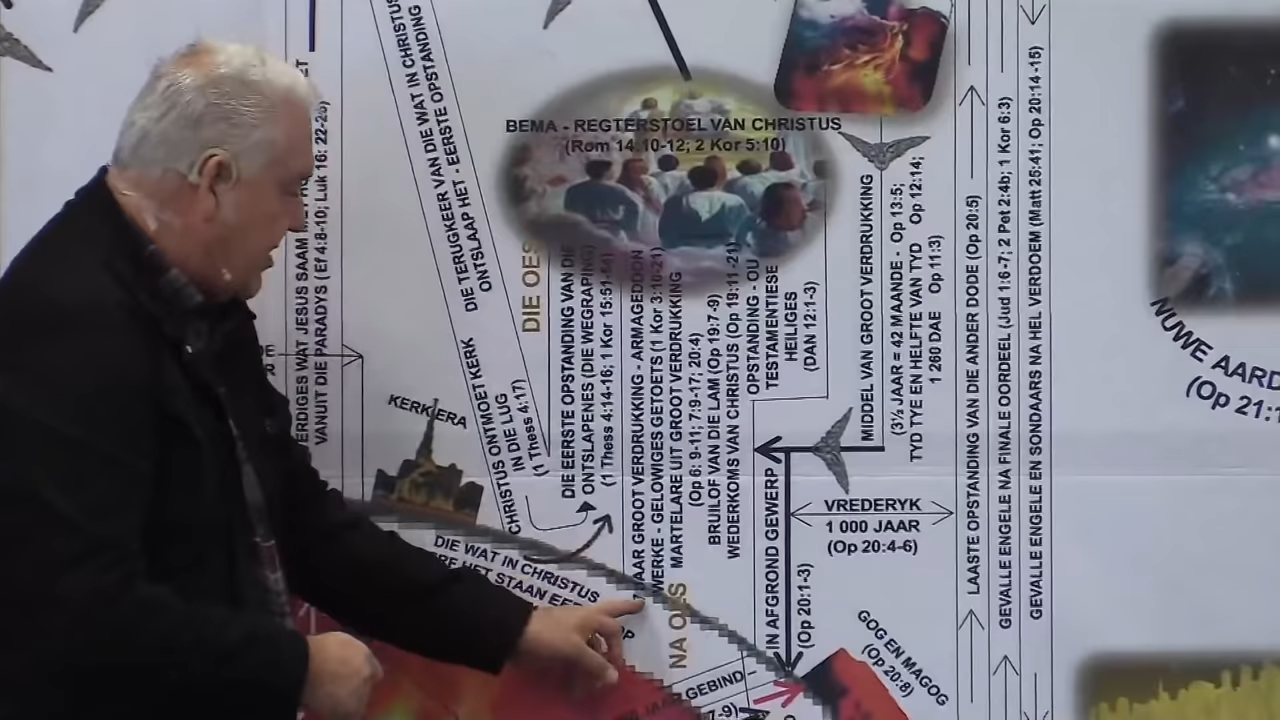 VANUIT DIE PARADYS (Ef 4:8-10; Luk 16: 22-26)
KERK ERA
DIE WAT IN CHRISTUS
HET STAAN
DIE TERUGKEER VAN DIE WAT IN CHRISTUS
ONTSLAAP HET - EERSTE OPSTANDING
CHRISTUS ONTMOET KERK
IN DIE LUG
(1 Thess 4:17)
DIE OES
BEMA - REGTERSTOEL VAN CHRISTUS
(Rom 14:10-12; 2 Kor 5:10)
DIE EERSTE OPSTANDING VAN DIE
ONTSLAPENES (DIE WEGRAPING)
(1 Thess 4:14-16; 1 Kor 15:51-54)
JAAR GROOT VERDRUKKING - ARMAGEDDON
WERKE - GELOWIGES GETOETS (1 Kor 3:10-21)
MARTELARE UIT GROOT VERDRUKKING
(Op 6: 9-11; 7:9-17; 20:4)
NA OES
BRUILOF VAN DIE LAM (Op 19:7-9)
WEDERKOMS VAN CHRISTUS (Op 19:11-21)
OPSTANDING - OU
TESTAMENTIESE
HEILIGES
(DAN 12:1-3)
IN AFGROND GEWERP
(Op 20:1-3)
GEBIND
MIDDEL VAN GROOT VERDRUKKING
(3½ JAAR = 42 MAANDE - Op 13:5;
TYD TYE EN HELFTE VAN TYD Op 12:14;
1 260 DAE Op 11:3)
VREDERYK
1 000 JAAR
(Op 20:4-6)
GOG EN MAGOG
(Op 20:8)
LAASTE OPSTANDING VAN DIE ANDER DODE (Op 20:5)
GEVALLE ENGELE NA FINALE OORDEEL (Jud 1:6-7; 2 Pet 2:4b; 1 Kor 6:3)
GEVALLE ENGELE EN SONDAARS NA HEL VERDOEM (Matt 25:41; Op 20:14-15)
NUWE
(Op